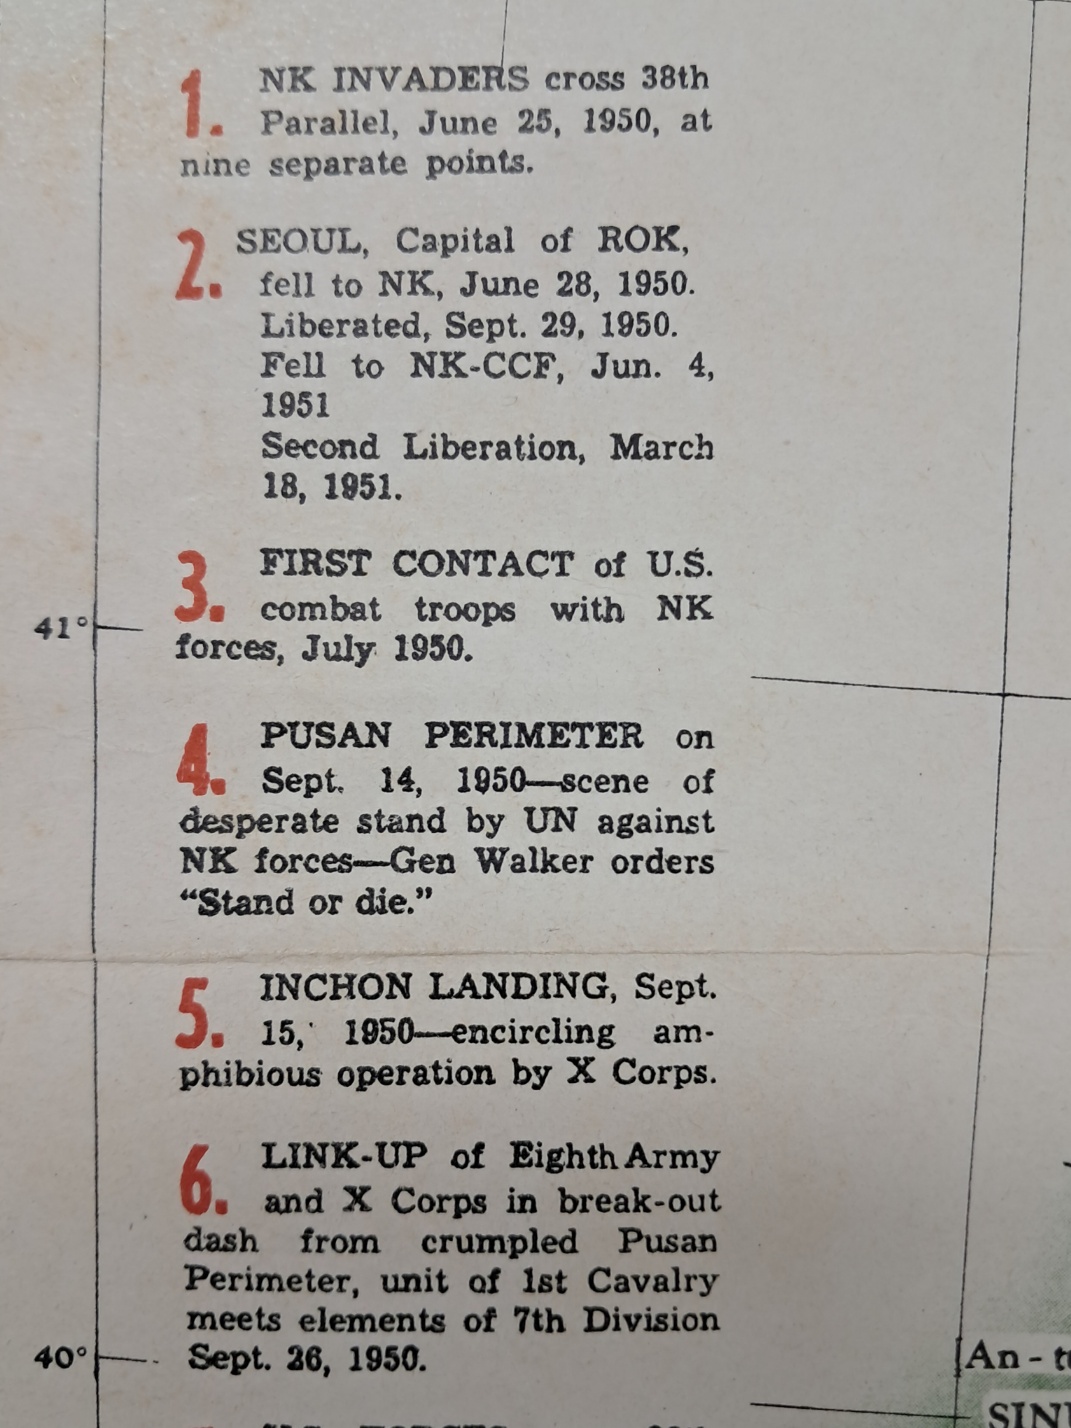 1. NK INVADERS cross 38th
Parallel, June 25, 1950, at
nine separate points.
2. SEOUL, Capital of ROK,
fell to NK, June 28, 1950.
Liberated, Sept. 29, 1950.
Fell to NK-CCF, Jun. 4,
1951
Second Liberation, March
18, 1951.
3. FIRST CONTACT of U.S.
combat troops with NK
forces, July 1950.
41°
4. PUSAN PERIMETER on
Sept. 14, 1950—scene of
desperate stand by UN against
NK forces—Gen Walker orders
“Stand or die.”
5. INCHON LANDING, Sept.
15, 1950—encircling am-
phibious operation by X Corps.
6. LINK-UP of Eighth Army
and X Corps in break-out
dash from crumpled Pusan
Perimeter, unit of 1st Cavalry
meets elements of 7th Division
Sept. 26, 1950.
40°
An-